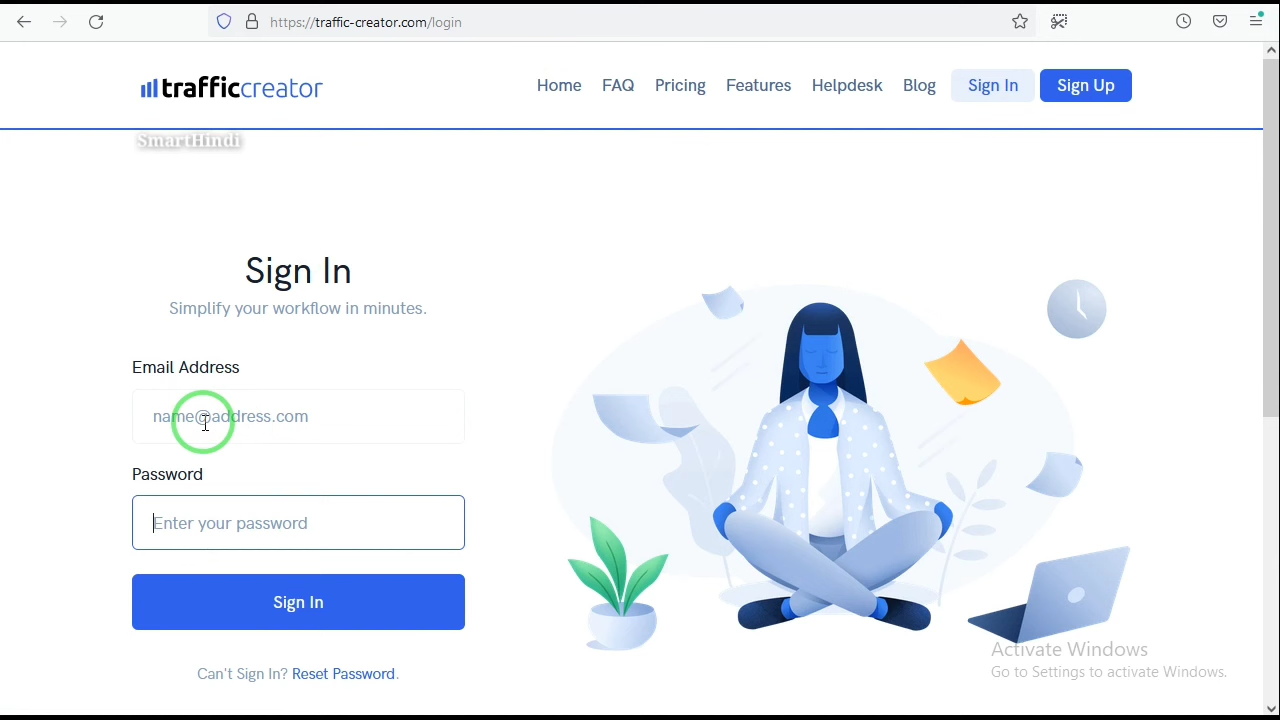 https://traffic-creator.com/login
trafficcreator
Home FAQ Pricing Features Helpdesk Blog Sign In Sign Up
SmartHindi
Sign In
Simplify your workflow in minutes.
Email Address
name@address.com
Password
Enter your password
Sign In
Can't Sign In? Reset Password.
Activate Windows
Go to Settings to activate Windows.